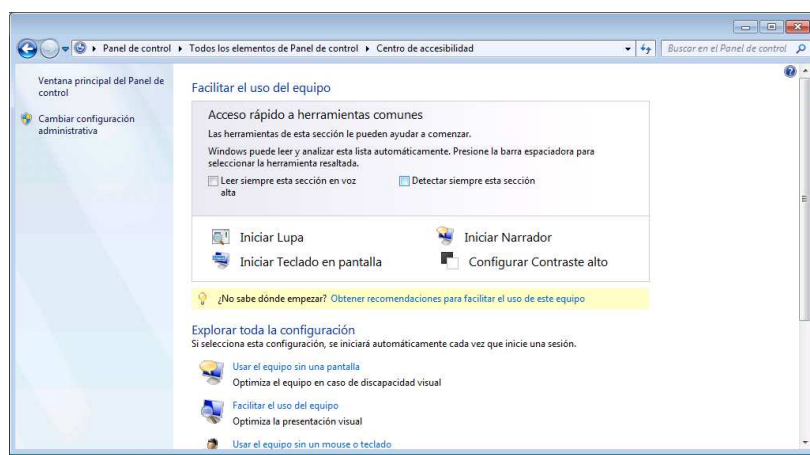 Panel de control ▸ Todos los elementos de Panel de control ▸ Centro de accesibilidad
Buscar en el Panel de control
Ventana principal del Panel de
control
Cambiar configuración
administrativa
Facilitar el uso del equipo
Acceso rápido a herramientas comunes
Las herramientas de esta sección le pueden ayudar a comenzar.
Windows puede leer y analizar esta lista automáticamente. Presione la barra espaciadora para
seleccionar la herramienta resaltada.
Leer siempre esta sección en voz
alta
Detectar siempre esta sección
Iniciar Lupa
Iniciar Narrador
Iniciar Teclado en pantalla
Configurar Contraste alto
¿No sabe dónde empezar? Obtener recomendaciones para facilitar el uso de este equipo
Explorar toda la configuración
Si selecciona esta configuración, se iniciará automáticamente cada vez que inicie una sesión.
Usar el equipo sin una pantalla
Optimiza el equipo en caso de discapacidad visual
Facilitar el uso del equipo
Optimiza la presentación visual
Usar el equipo sin un mouse o teclado